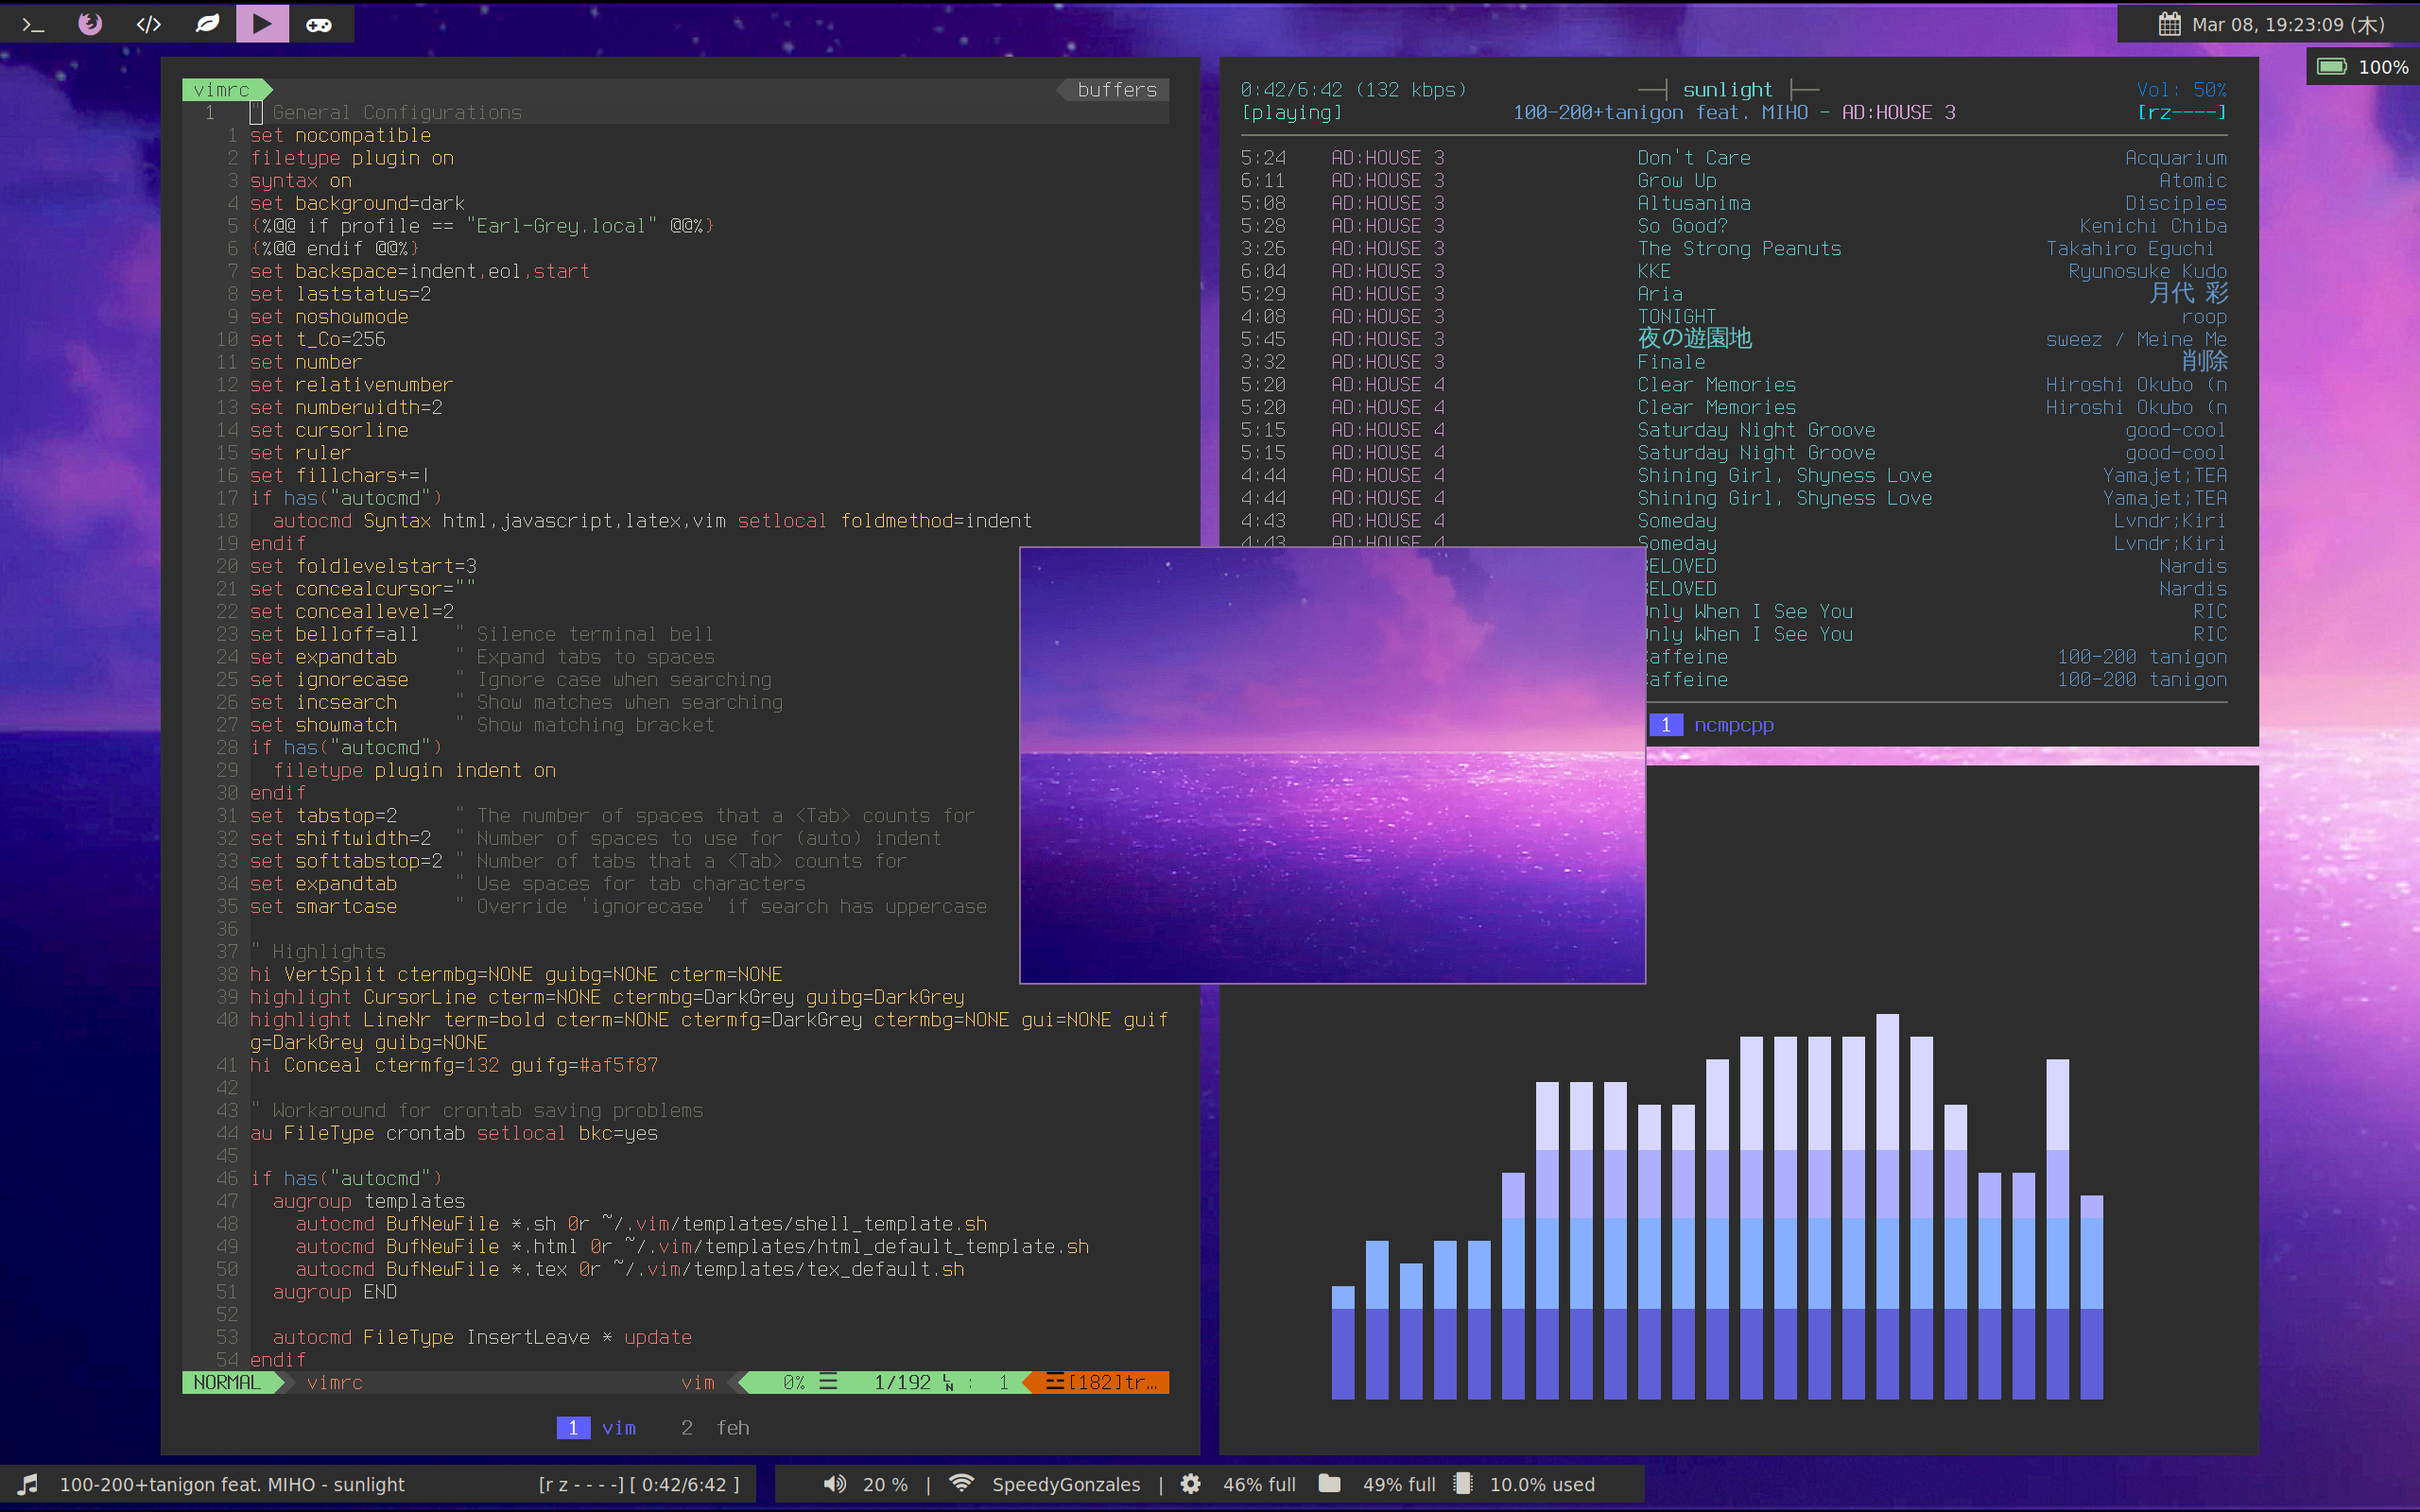 Mar 08, 19:23:09 (木)
100%
vimrc buffers
1 " General Configurations
1 set nocompatible
2 filetype plugin on
3 syntax on
4 set background=dark
5 {%@@ if profile == "Earl-Grey.local" @@%}
6 {%@@ endif @@%}
7 set backspace=indent,eol,start
8 set laststatus=2
9 set noshowmode
10 set t_Co=256
11 set number
12 set relativenumber
13 set numberwidth=2
14 set cursorline
15 set ruler
16 set fillchars+=|
17 if has("autocmd")
18 autocmd Syntax html,javascript,latex,vim setlocal foldmethod=indent
19 endif
20 set foldlevelstart=3
21 set concealcursor=""
22 set conceallevel=2
23 set belloff=all " Silence terminal bell
24 set expandtab " Expand tabs to spaces
25 set ignorecase " Ignore case when searching
26 set incsearch " Show matches when searching
27 set showmatch " Show matching bracket
28 if has("autocmd")
29 filetype plugin indent on
30 endif
31 set tabstop=2 " The number of spaces that a <Tab> counts for
32 set shiftwidth=2 " Number of spaces to use for (auto) indent
33 set softtabstop=2 " Number of tabs that a <Tab> counts for
34 set expandtab " Use spaces for tab characters
35 set smartcase " Override 'ignorecase' if search has uppercase
36
37 " Highlights
38 hi VertSplit ctermbg=NONE guibg=NONE cterm=NONE
39 highlight CursorLine cterm=NONE ctermbg=DarkGrey guibg=DarkGrey
40 highlight LineNr term=bold cterm=NONE ctermfg=DarkGrey ctermbg=NONE gui=NONE guif
g=DarkGrey guibg=NONE
41 hi Conceal ctermfg=132 guifg=#af5f87
42
43 " Workaround for crontab saving problems
44 au FileType crontab setlocal bkc=yes
45
46 if has("autocmd")
47 augroup templates
48 autocmd BufNewFile *.sh 0r ~/.vim/templates/shell_template.sh
49 autocmd BufNewFile *.html 0r ~/.vim/templates/html_default_template.sh
50 autocmd BufNewFile *.tex 0r ~/.vim/templates/tex_default.sh
51 augroup END
52
53 autocmd FileType InsertLeave * update
54 endif
NORMAL vimrc vim 0% ☰ 1/192 ␤ : 1 ☲[182]tr…
1 vim 2 feh
0:42/6:42 (132 kbps) ─┤ sunlight ├─ Vol: 50%
[playing] 100-200+tanigon feat. MIHO - AD:HOUSE 3 [rz----]
5:24 AD:HOUSE 3 Don't Care Acquarium
6:11 AD:HOUSE 3 Grow Up Atomic
5:08 AD:HOUSE 3 Altusanima Disciples
5:28 AD:HOUSE 3 So Good? Kenichi Chiba
3:26 AD:HOUSE 3 The Strong Peanuts Takahiro Eguchi
6:04 AD:HOUSE 3 KKE Ryunosuke Kudo
5:29 AD:HOUSE 3 Aria 月代 彩
4:08 AD:HOUSE 3 TONIGHT roop
5:45 AD:HOUSE 3 夜の遊園地 sweez / Meine Me
3:32 AD:HOUSE 3 Finale 削除
5:20 AD:HOUSE 4 Clear Memories Hiroshi Okubo (n
5:20 AD:HOUSE 4 Clear Memories Hiroshi Okubo (n
5:15 AD:HOUSE 4 Saturday Night Groove good-cool
5:15 AD:HOUSE 4 Saturday Night Groove good-cool
4:44 AD:HOUSE 4 Shining Girl, Shyness Love Yamajet;TEA
4:44 AD:HOUSE 4 Shining Girl, Shyness Love Yamajet;TEA
4:43 AD:HOUSE 4 Someday Lvndr;Kiri
4:43 AD:HOUSE 4 Someday Lvndr;Kiri
BELOVED Nardis
BELOVED Nardis
Only When I See You RIC
Only When I See You RIC
Caffeine 100-200 tanigon
Caffeine 100-200 tanigon
1 ncmpcpp
100-200+tanigon feat. MIHO - sunlight [r z - - - -] [ 0:42/6:42 ]
20 % | SpeedyGonzales | 46% full 49% full 10.0% used